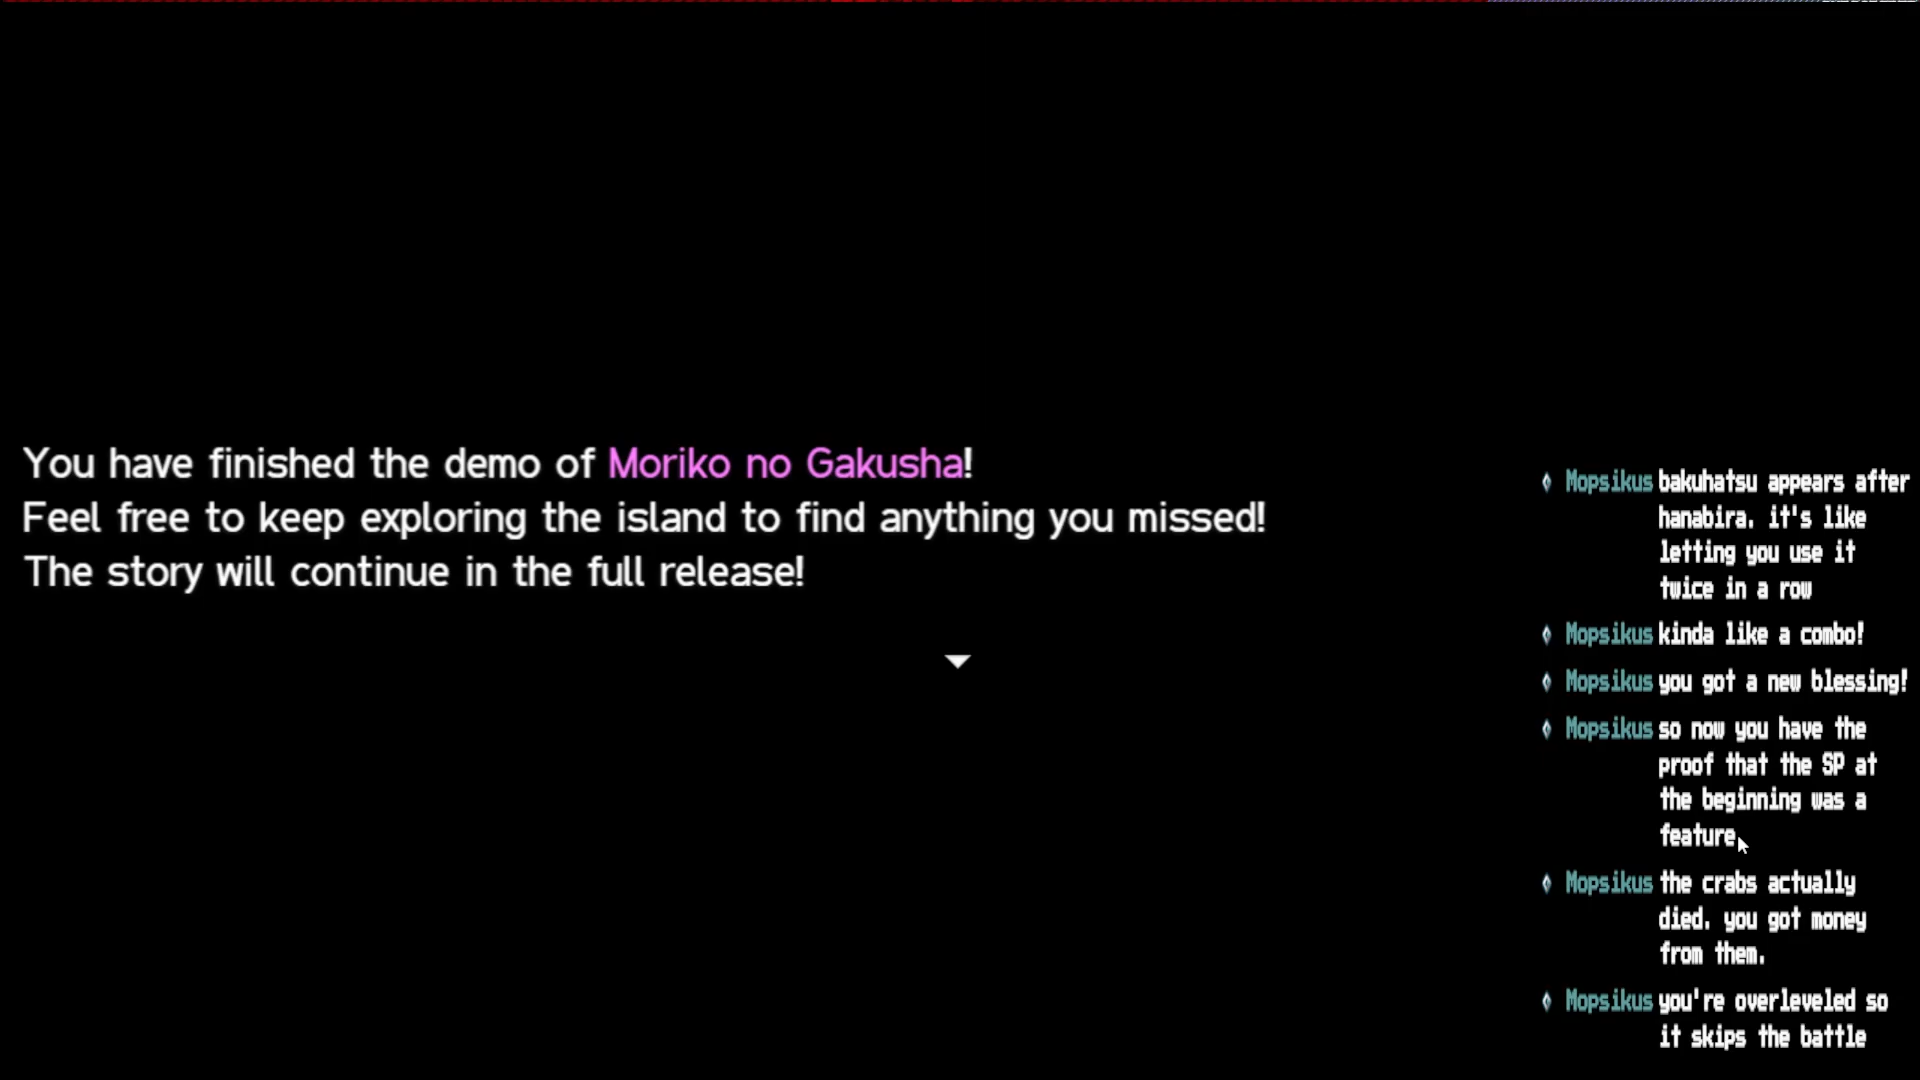 You have finished the demo of Moriko no Gakusha!
Feel free to keep exploring the island to find anything you missed!
The story will continue in the full release!
Mopsikus bakuhatsu appears after
hanabira. it's like
letting you use it
twice in a row
Mopsikus kinda like a combo!
Mopsikus you got a new blessing!
Mopsikus so now you have the
proof that the SP at
the beginning was a
feature
Mopsikus the crabs actually
died. you got money
from them.
Mopsikus you're overleveled so
it skips the battle